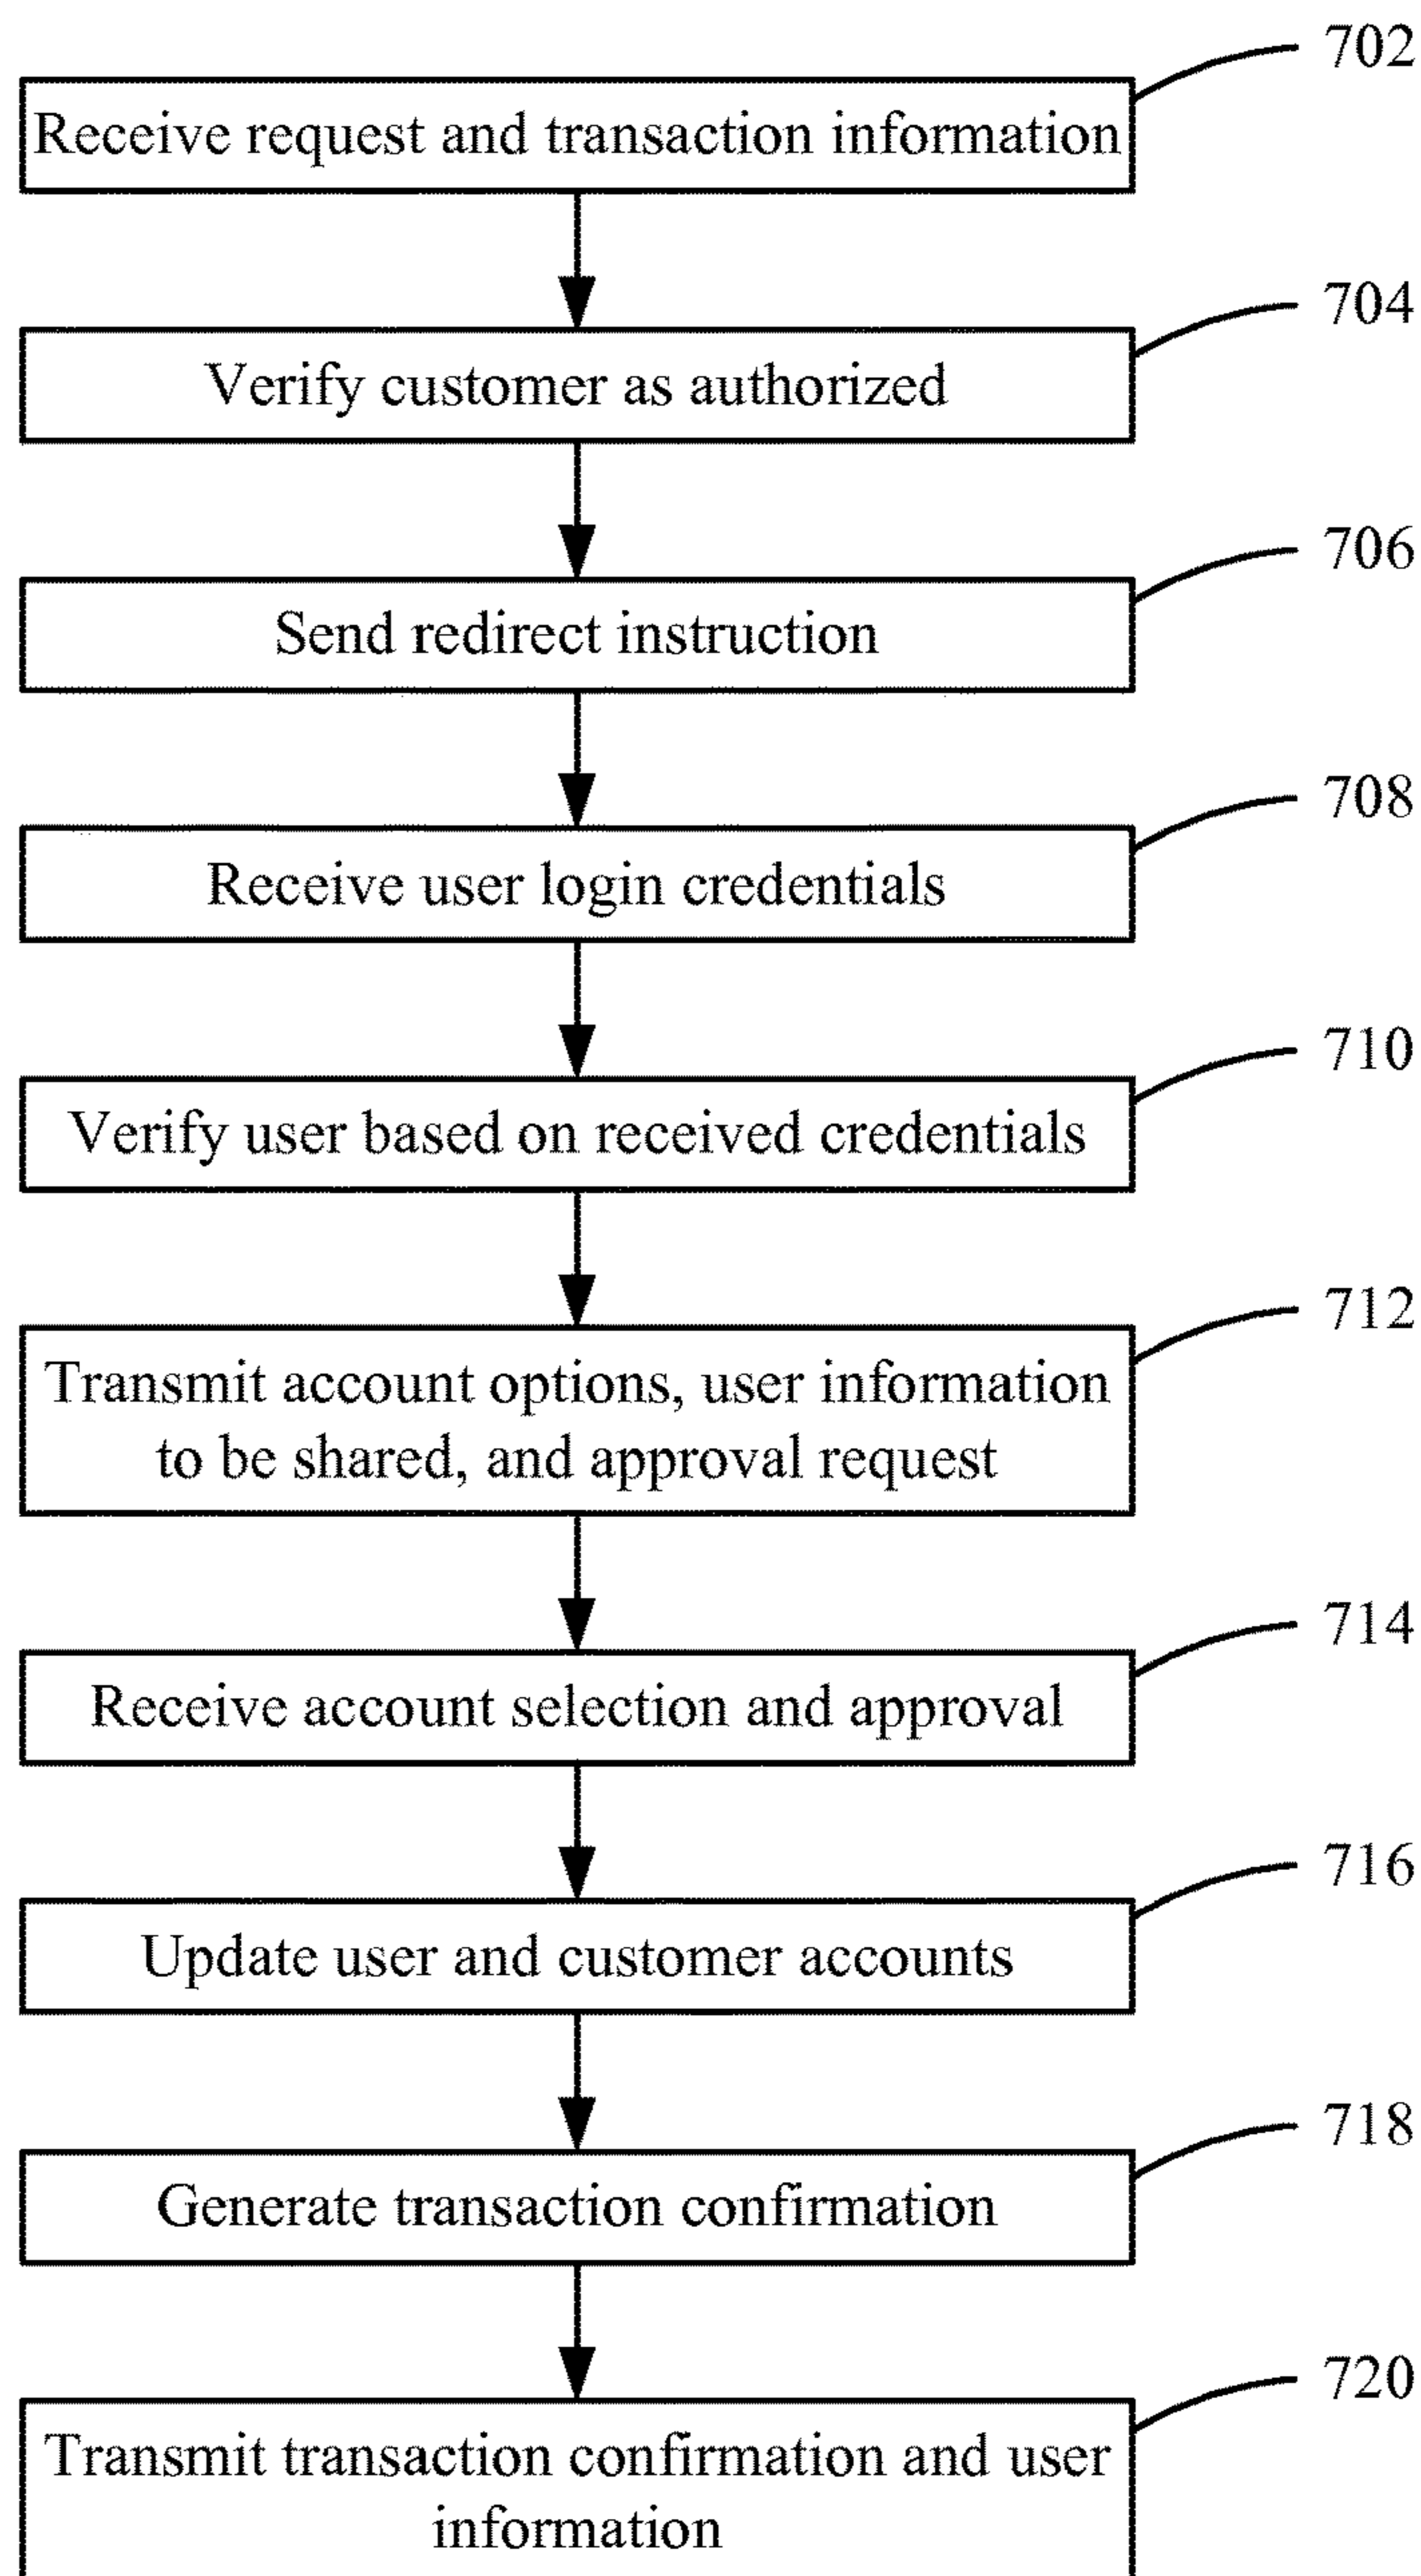 702
Receive request and transaction information
704
Verify customer as authorized
706
Send redirect instruction
708
Receive user login credentials
710
Verify user based on received credentials
712
Transmit account options, user information
to be shared, and approval request
714
Receive account selection and approval
716
Update user and customer accounts
718
Generate transaction confirmation
720
Transmit transaction confirmation and user
information